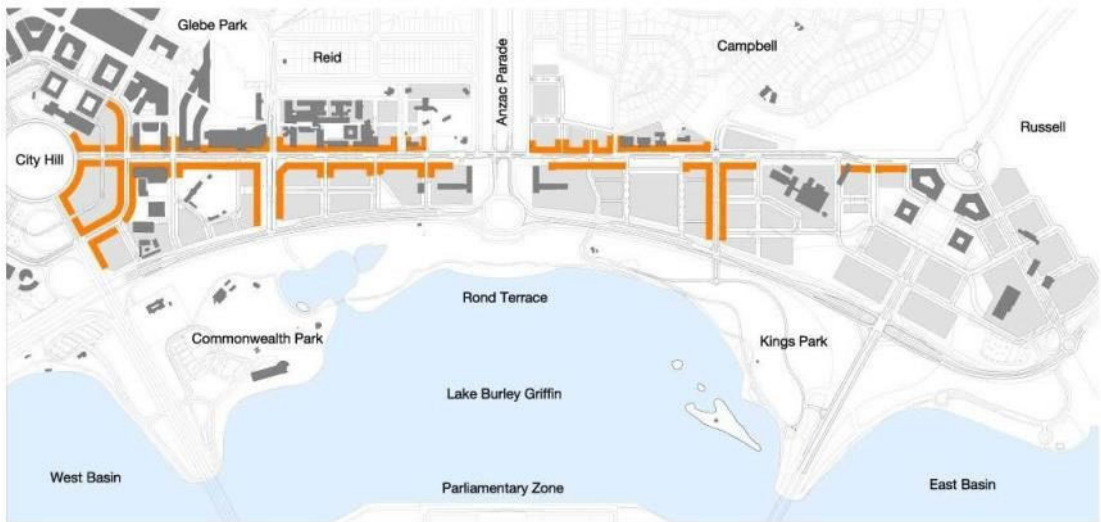 Glebe Park
Reid
Anzac Parade
Campbell
Russell
City Hill
Rond Terrace
Commonwealth Park
Kings Park
Lake Burley Griffin
West Basin
Parliamentary Zone
East Basin